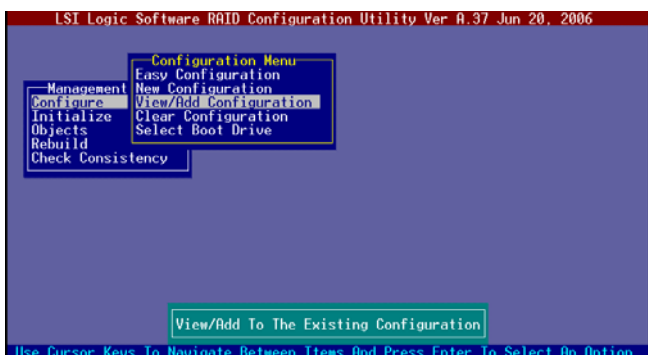 LSI Logic Software RAID Configuration Utility Ver A.37 Jun 20, 2006
Configuration Menu
Easy Configuration
New Configuration
View/Add Configuration
Clear Configuration
Select Boot Drive
Management
Configure
Initialize
Objects
Rebuild
Check Consistency
View/Add To The Existing Configuration
Use Cursor Keys To Navigate Between Items And Press Enter To Select An Option